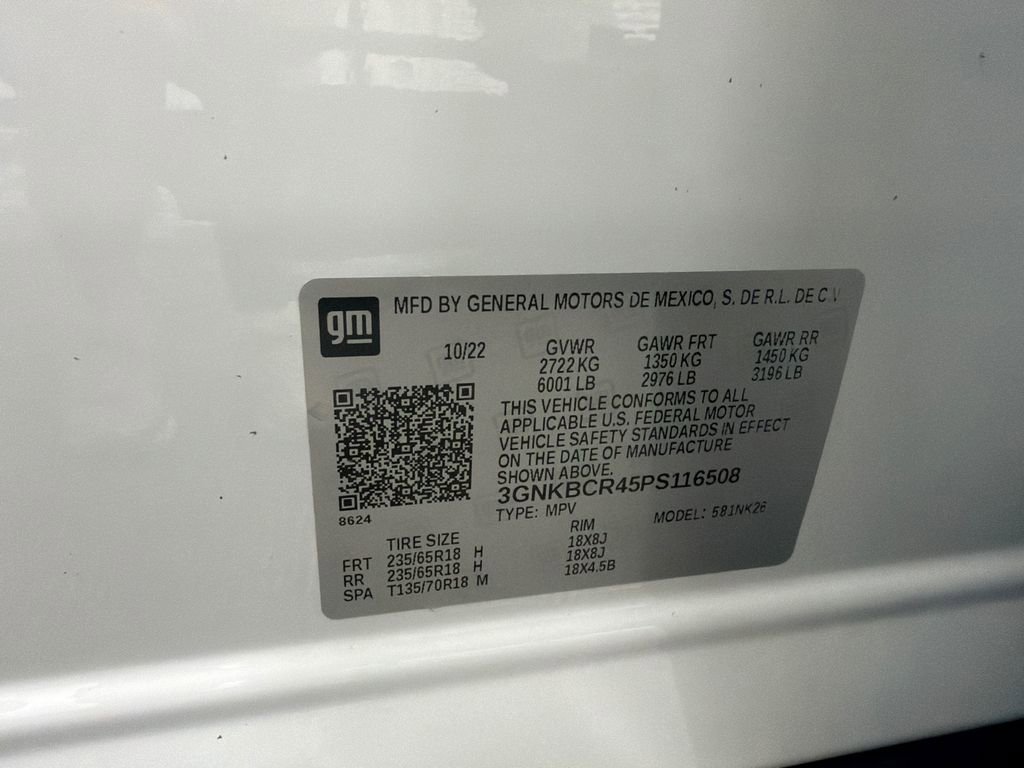 gm
MFD BY GENERAL MOTORS DE MEXICO, S. DE R.L. DE C V
10/22
GVWR GAWR FRT GAWR RR
2722 KG 1350 KG 1450 KG
6001 LB 2976 LB 3196 LB
THIS VEHICLE CONFORMS TO ALL
APPLICABLE U.S. FEDERAL MOTOR
VEHICLE SAFETY STANDARDS IN EFFECT
ON THE DATE OF MANUFACTURE
SHOWN ABOVE.
3GNKBCR45PS116508
8624
TYPE: MPV MODEL: 581NK26
TIRE SIZE RIM
FRT 235/65R18 H 18X8J
RR 235/65R18 H 18X8J
SPA T135/70R18 M 18X4.5B